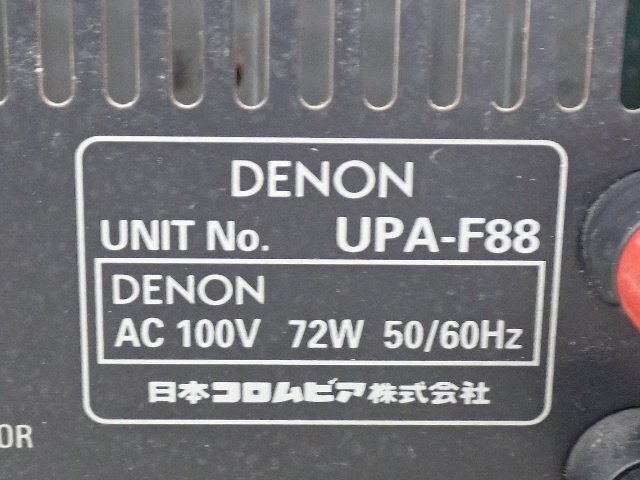 DENON
UNIT No. UPA-F88
DENON
AC 100V 72W 50/60Hz
日本コロムビア株式会社
OR